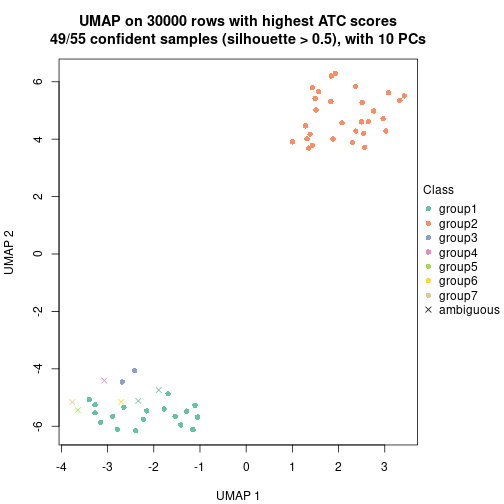 UMAP on 30000 rows with highest ATC scores
49/55 confident samples (silhouette > 0.5), with 10 PCs
6
4
2
0
-2
-4
-6
UMAP 2
-4
-3
-2
-1
0
1
2
3
UMAP 1
Class
group1
group2
group3
group4
group5
group6
group7
ambiguous